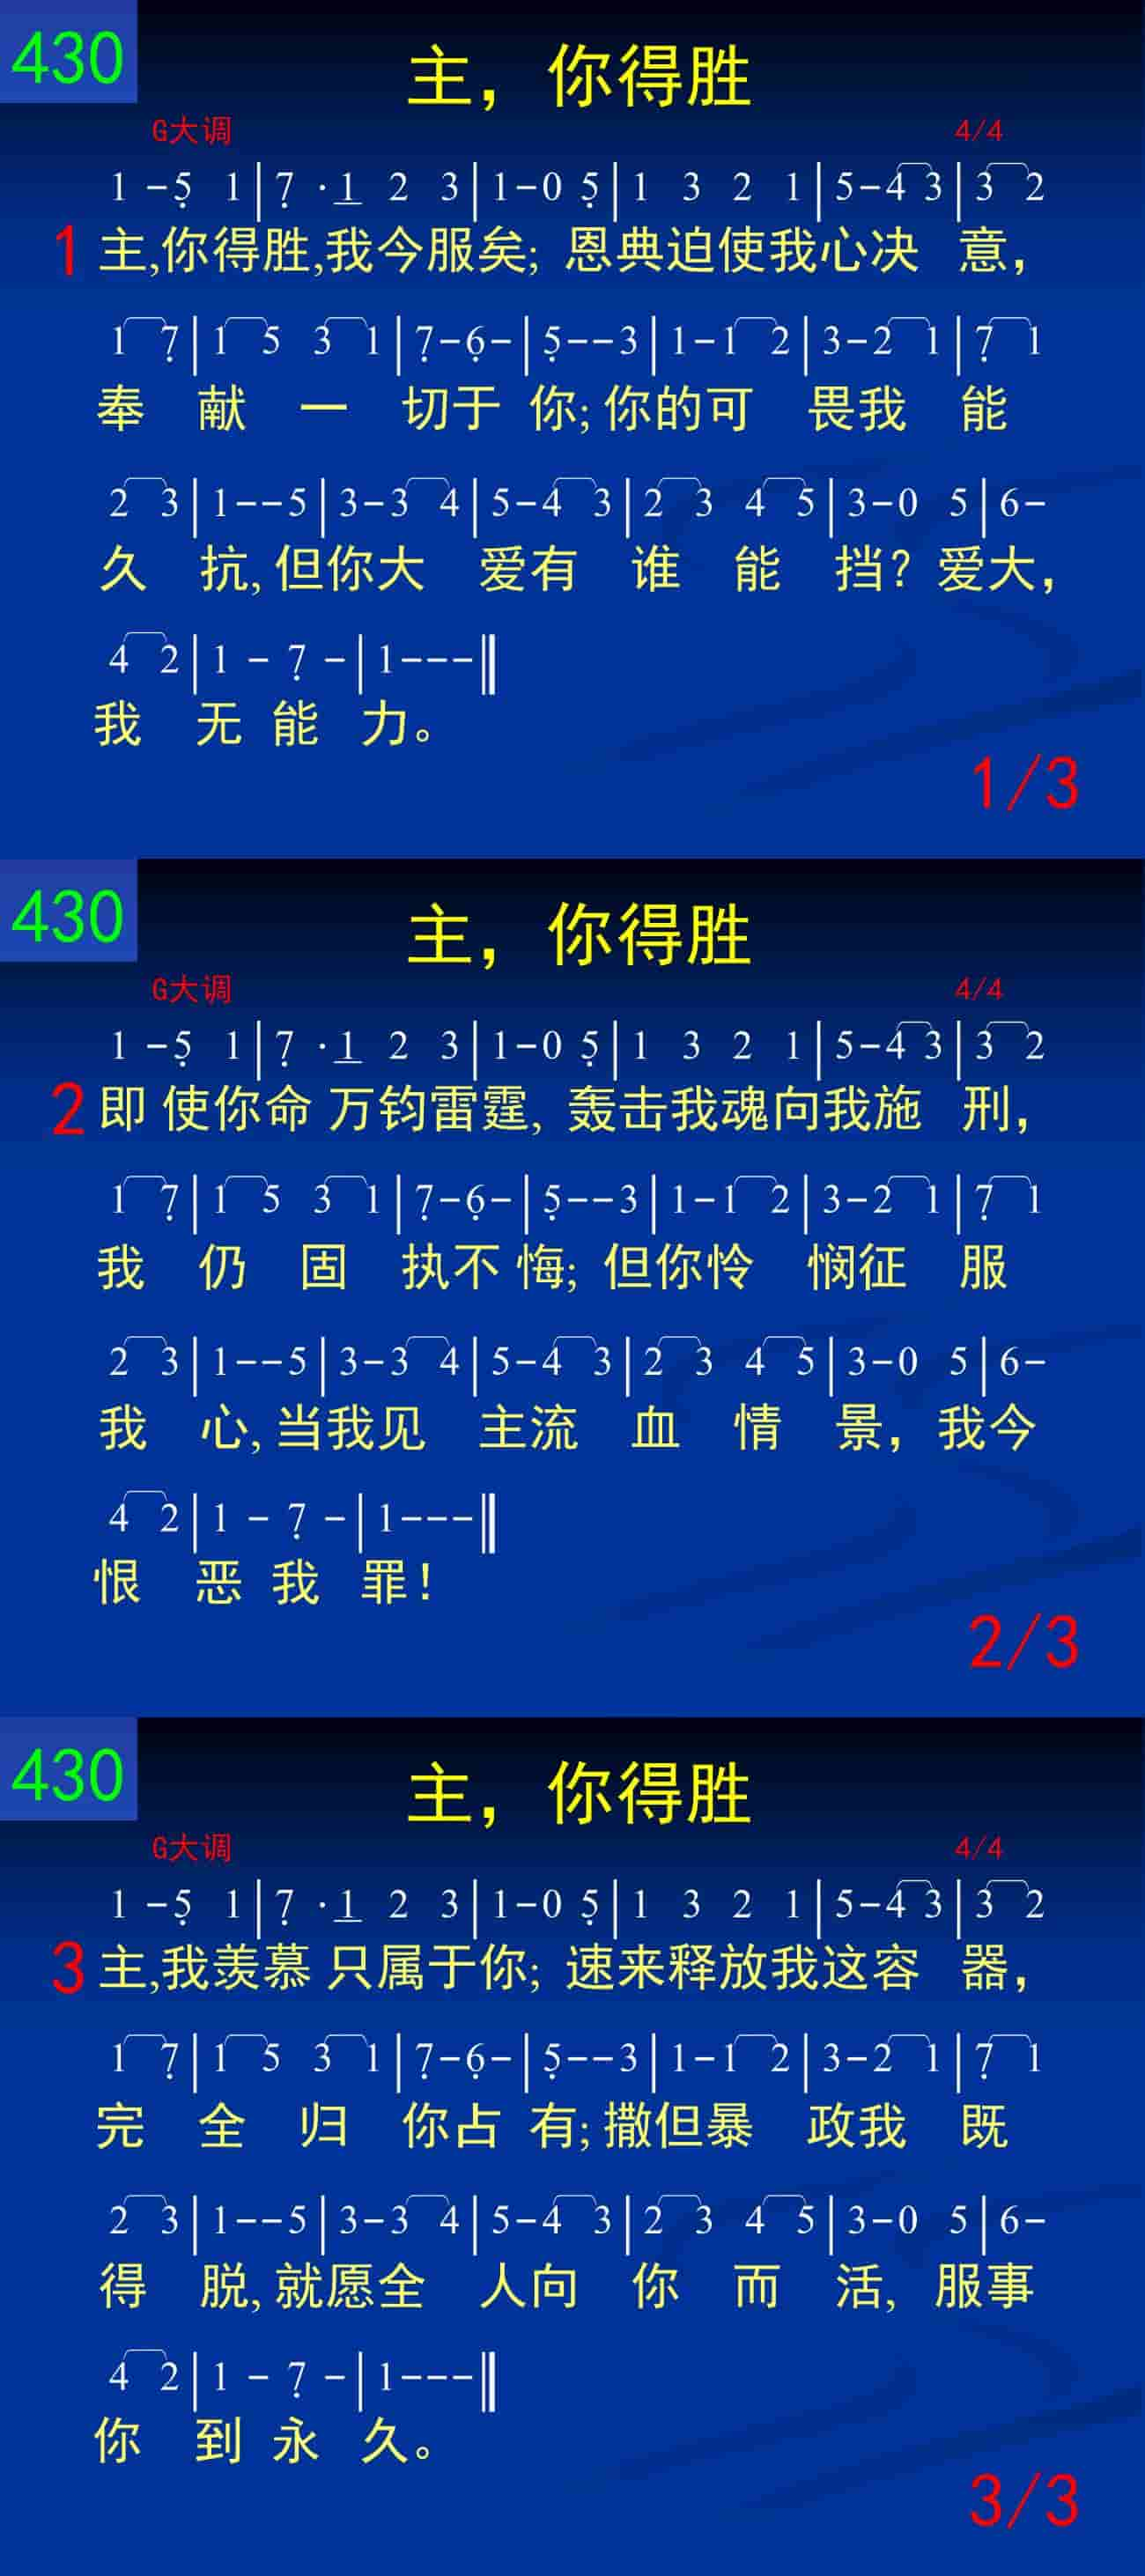 430
主，你得胜
G大调 4/4
1 -5̣ 1|7̣ ·1̲ 2 3|1-0 5̣|1 3 2 1|5-4 3|3 2
1 主,你得胜,我今服矣; 恩典迫使我心决 意，
1 7̣|1 5 3 1|7̣-6̣-|5̣--3|1-1 2|3-2 1|7̣ 1
奉 献 一 切于 你; 你的可 畏我 能
2 3|1--5|3-3 4|5-4 3|2 3 4 5|3-0 5|6-
久 抗, 但你大 爱有 谁 能 挡? 爱大，
4 2|1 - 7̣ -|1---‖
我 无 能 力。
1/3
430
主，你得胜
G大调 4/4
1 -5̣ 1|7̣ ·1̲ 2 3|1-0 5̣|1 3 2 1|5-4 3|3 2
2 即 使你命 万钧雷霆, 轰击我魂向我施 刑，
1 7̣|1 5 3 1|7̣-6̣-|5̣--3|1-1 2|3-2 1|7̣ 1
我 仍 固 执不 悔; 但你怜 悯征 服
2 3|1--5|3-3 4|5-4 3|2 3 4 5|3-0 5|6-
我 心, 当我见 主流 血 情 景，我今
4 2|1 - 7̣ -|1---‖
恨 恶 我 罪!
2/3
430
主，你得胜
G大调 4/4
1 -5̣ 1|7̣ ·1̲ 2 3|1-0 5̣|1 3 2 1|5-4 3|3 2
3 主,我羡慕 只属于你; 速来释放我这容 器，
1 7̣|1 5 3 1|7̣-6̣-|5̣--3|1-1 2|3-2 1|7̣ 1
完 全 归 你占 有; 撒但暴 政我 既
2 3|1--5|3-3 4|5-4 3|2 3 4 5|3-0 5|6-
得 脱, 就愿全 人向 你 而 活, 服事
4 2|1 - 7̣ -|1---‖
你 到 永 久。
3/3